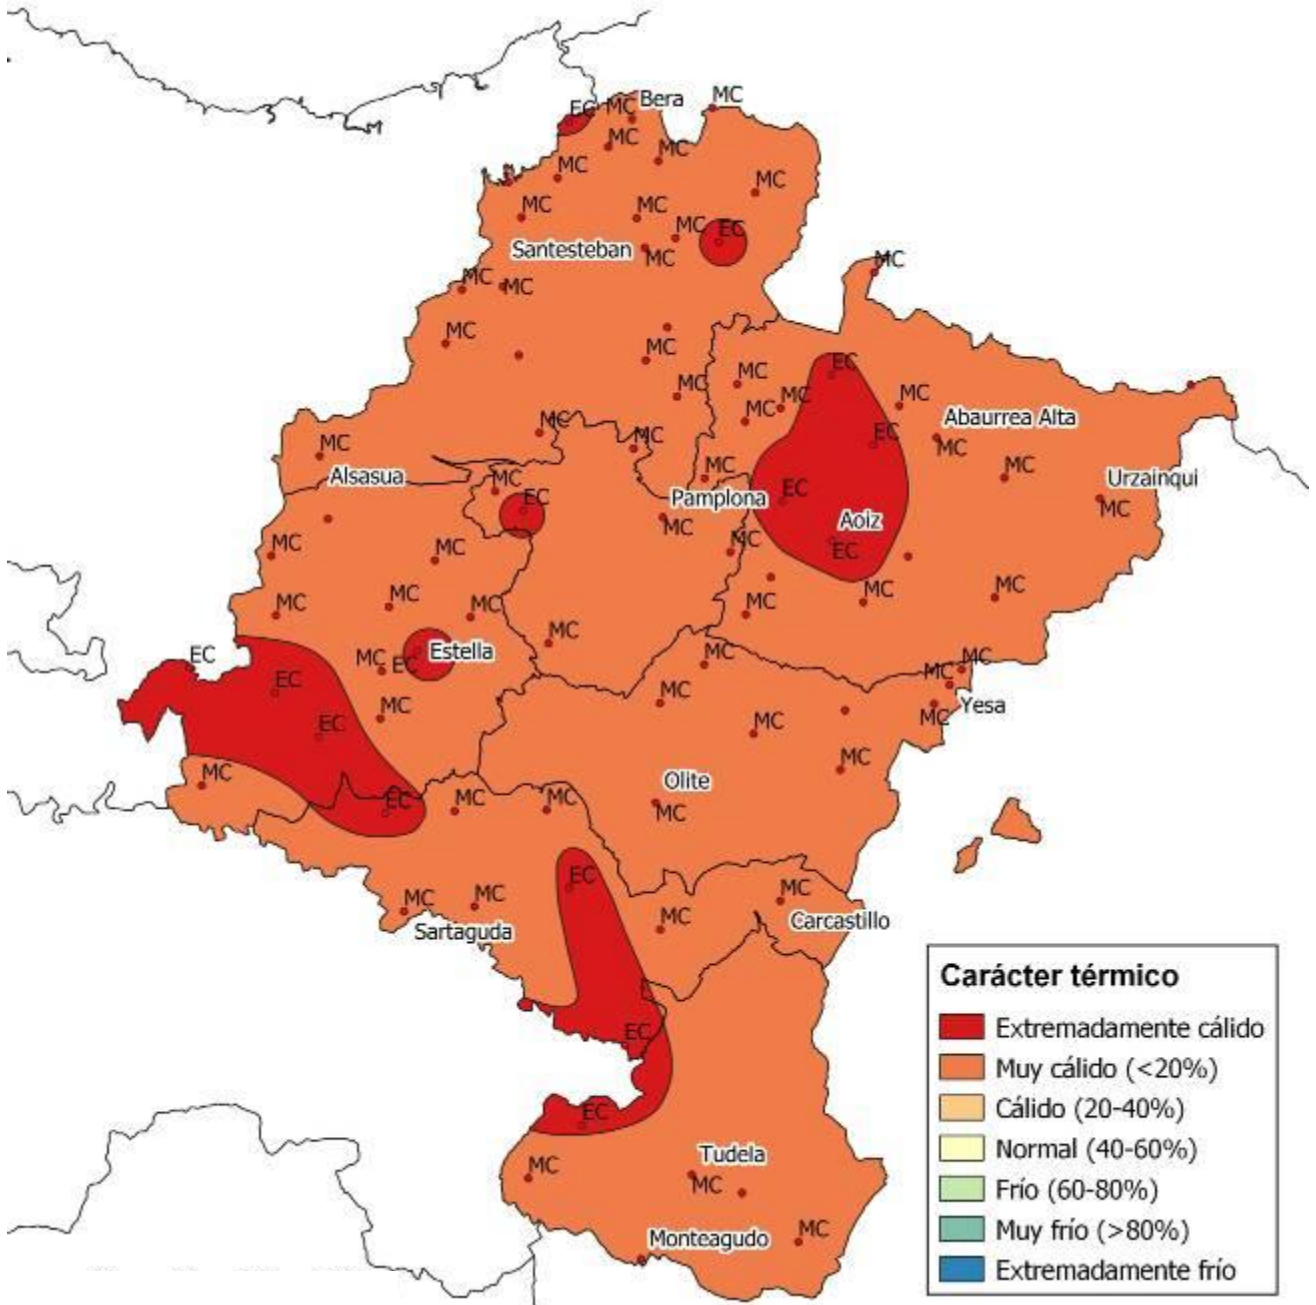 EC
MC
Bera
MC
MC
MC
MC
MC
MC
MC
MC
EC
Santesteban
MC
MC
MC
MC
MC
MC
MC
EC
MC
MC
MC
MC
MC
Abaurrea Alta
MC
MC
EC
MC
MC
Alsasua
MC
MC
Urzainqui
MC
MC
EC
Pamplona
EC
MC
Aoiz
MC
MC
EC
MC
MC
MC
MC
MC
MC
MC
MC
EC
MC
EC
Estella
MC
MC
MC
EC
MC
Yesa
MC
MC
EC
MC
MC
MC
Olite
EC
MC
MC
MC
EC
MC
MC
MC
MC
Sartaguda
Carcastillo
EC
EC
MC
Tudela
MC
MC
Monteagudo
Carácter térmico
Extremadamente cálido
Muy cálido (<20%)
Cálido (20-40%)
Normal (40-60%)
Frío (60-80%)
Muy frío (>80%)
Extremadamente frío